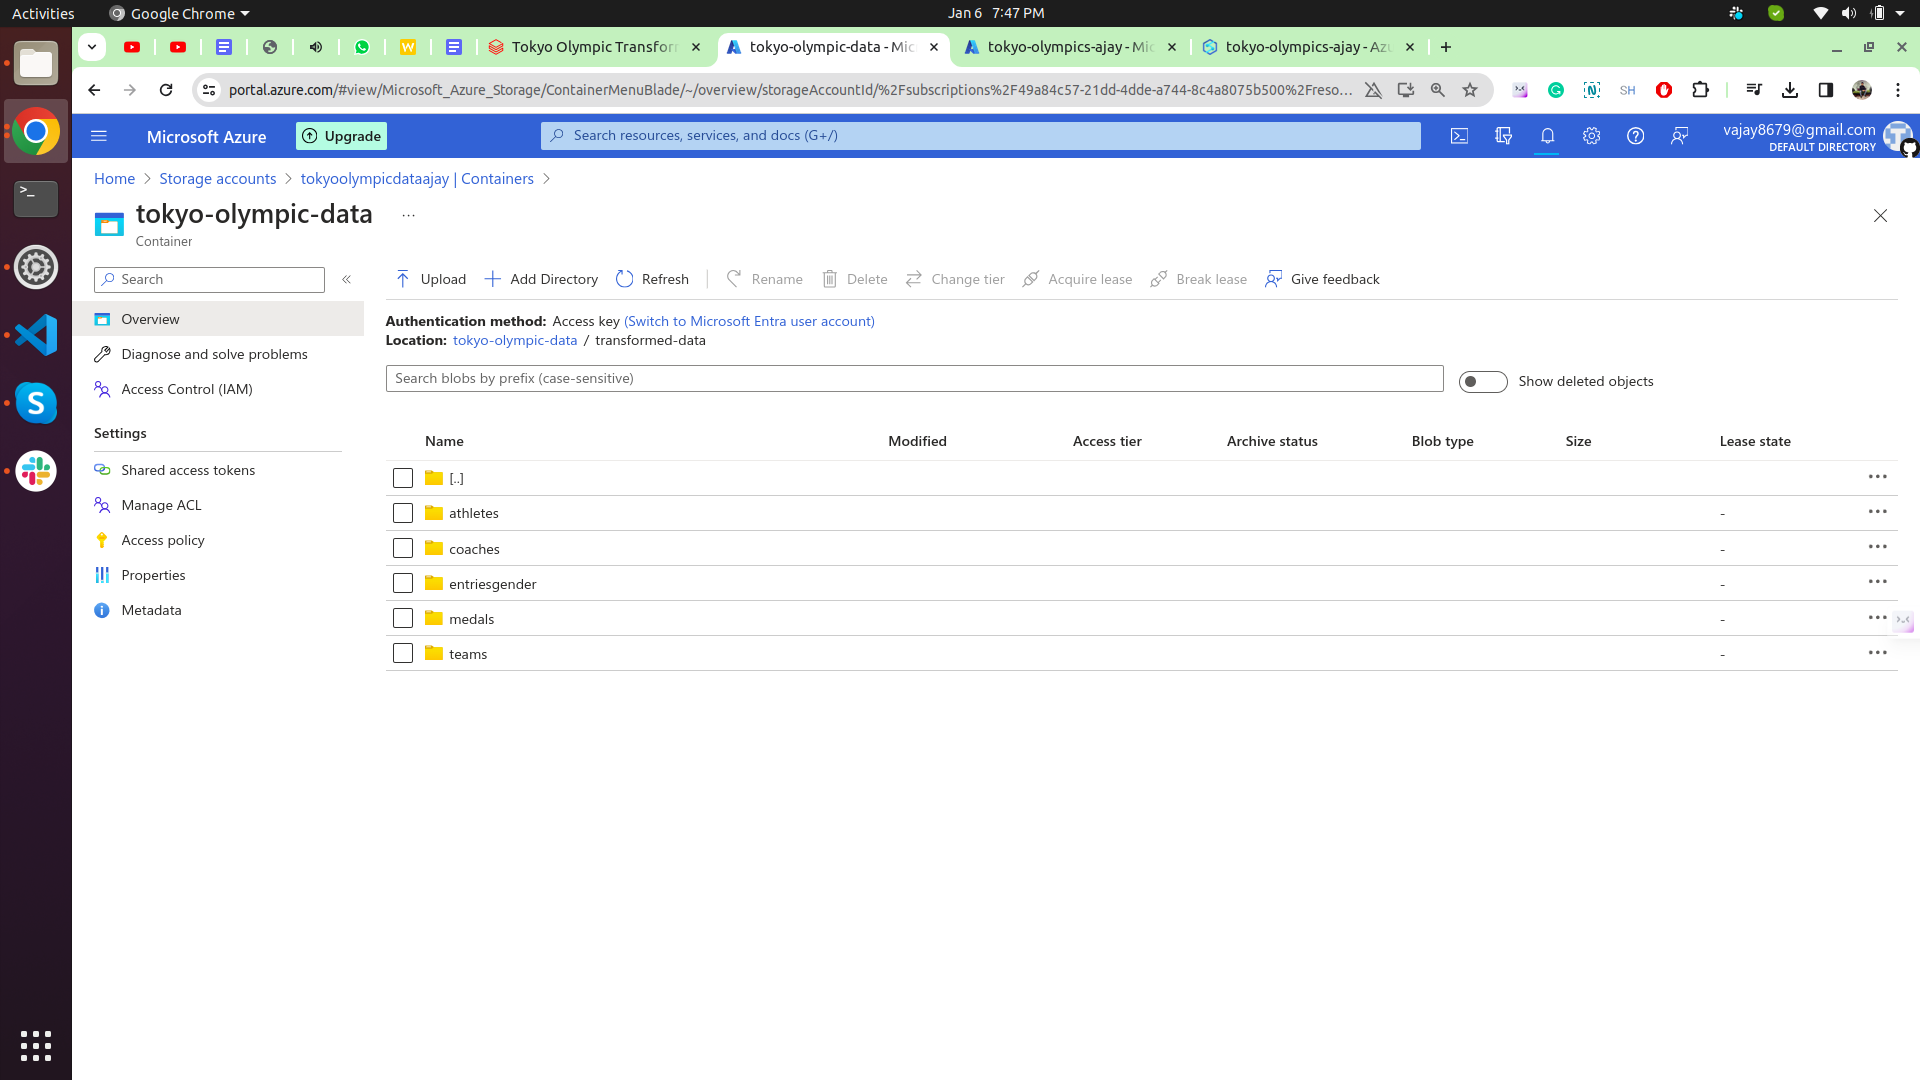 Activities Google Chrome Jan 6 7:47 PM
Tokyo Olympic Transfor tokyo-olympic-data - Mic tokyo-olympics-ajay - Mic tokyo-olympics-ajay - Azu
portal.azure.com/#view/Microsoft_Azure_Storage/ContainerMenuBlade/~/overview/storageAccountId/%2Fsubscriptions%2F49a84c57-21dd-4dde-a744-8c4a8075b500%2Freso...
SH
Microsoft Azure Upgrade Search resources, services, and docs (G+/) vajay8679@gmail.com
DEFAULT DIRECTORY
Home Storage accounts tokyoolympicdataajay | Containers
tokyo-olympic-data ...
Container
Search «
Upload Add Directory Refresh Rename Delete Change tier Acquire lease Break lease Give feedback
Overview
Diagnose and solve problems
Access Control (IAM)
Settings
Shared access tokens
Manage ACL
Access policy
Properties
Metadata
Authentication method: Access key (Switch to Microsoft Entra user account)
Location: tokyo-olympic-data / transformed-data
Search blobs by prefix (case-sensitive) Show deleted objects
Name Modified Access tier Archive status Blob type Size Lease state
[..] ...
athletes - ...
coaches - ...
entriesgender - ...
medals - ...
teams - ...